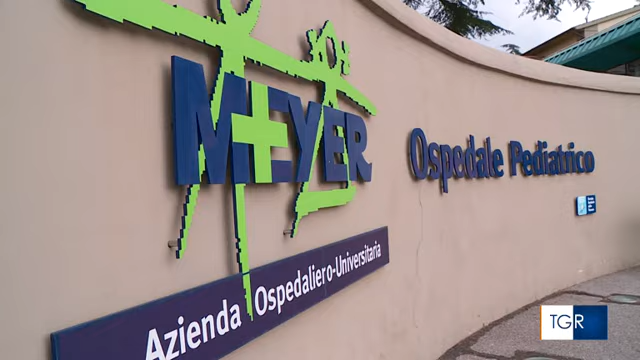 MEYER
Ospedale Pediatrico
Azienda Ospedaliero-Universitaria
TGR